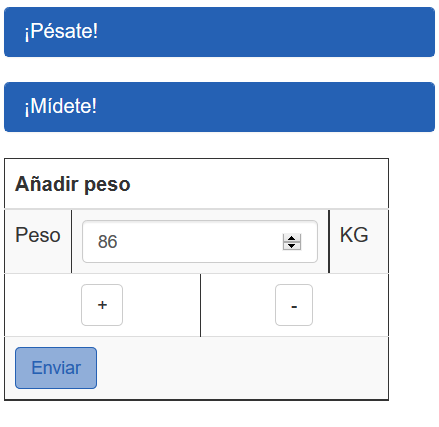 ¡Pésate!
¡Mídete!
Añadir peso
Peso 86 KG
+ -
Enviar